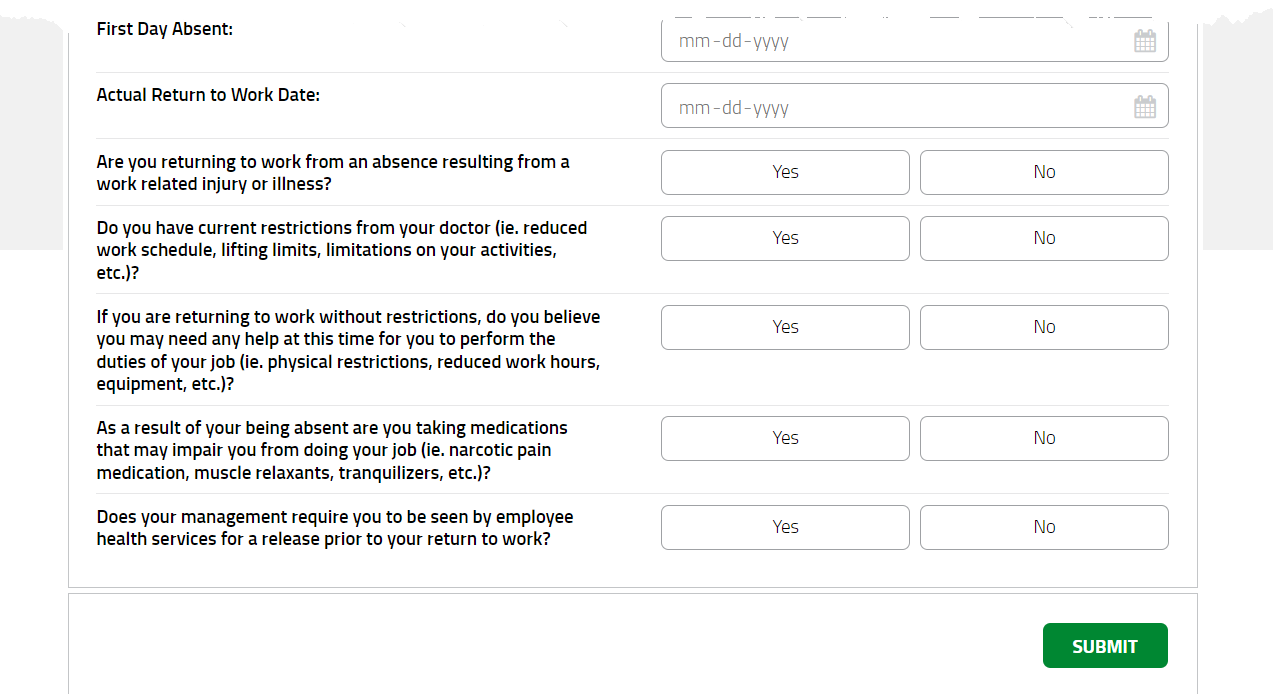 First Day Absent:
mm-dd-yyyy
Actual Return to Work Date:
mm-dd-yyyy
Are you returning to work from an absence resulting from a
work related injury or illness?
Yes
No
Do you have current restrictions from your doctor (ie. reduced
work schedule, lifting limits, limitations on your activities,
etc.)?
Yes
No
If you are returning to work without restrictions, do you believe
you may need any help at this time for you to perform the
duties of your job (ie. physical restrictions, reduced work hours,
equipment, etc.)?
Yes
No
As a result of your being absent are you taking medications
that may impair you from doing your job (ie. narcotic pain
medication, muscle relaxants, tranquilizers, etc.)?
Yes
No
Does your management require you to be seen by employee
health services for a release prior to your return to work?
Yes
No
SUBMIT